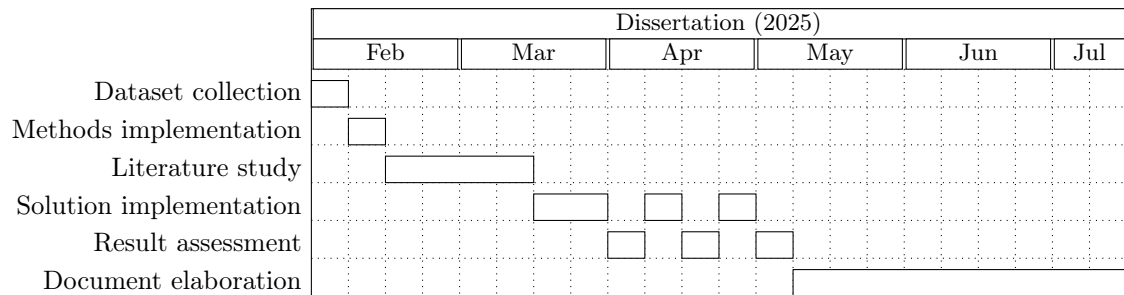 Dissertation (2025)
Feb Mar Apr May Jun Jul
Dataset collection
Methods implementation
Literature study
Solution implementation
Result assessment
Document elaboration